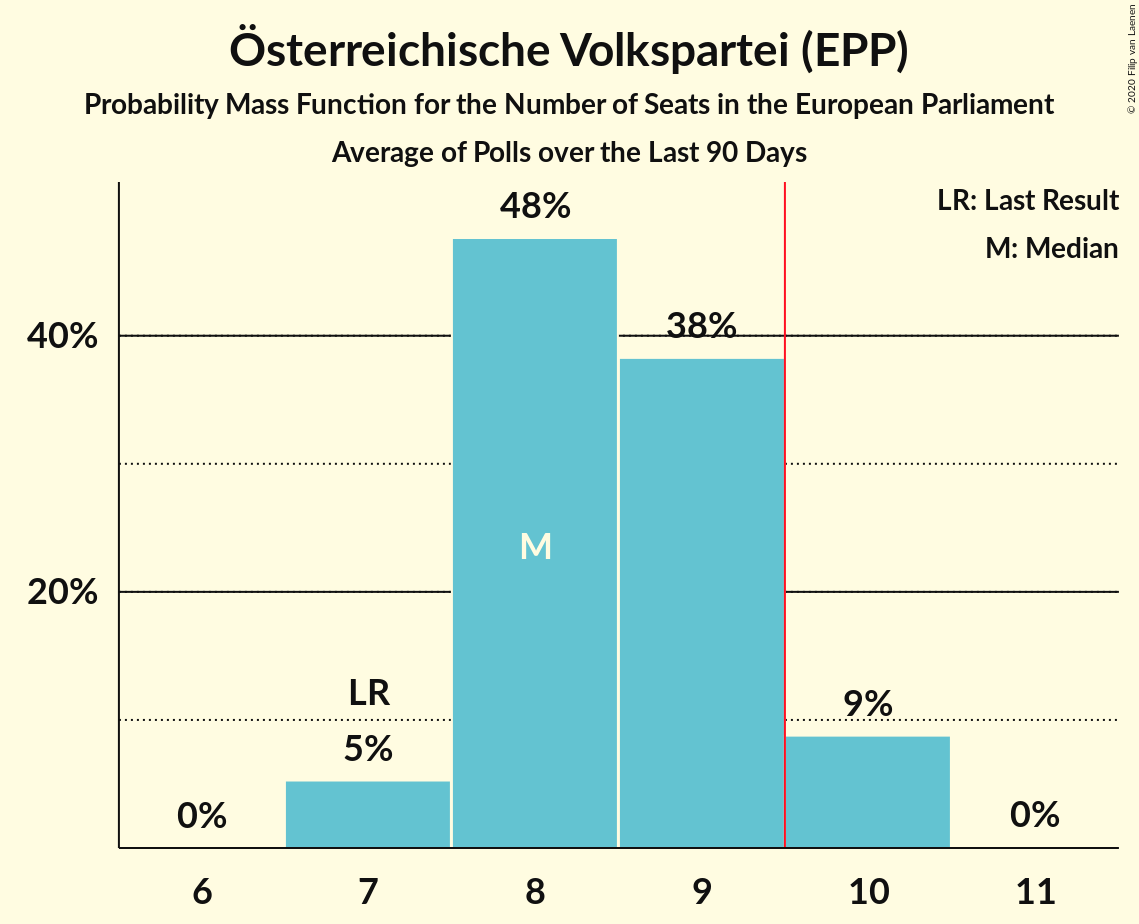 Österreichische Volkspartei (EPP)
Probability Mass Function for the Number of Seats in the European Parliament
Average of Polls over the Last 90 Days
© 2020 Filip van Laenen
LR: Last Result
M: Median
48%
38%
40%
M
20%
LR
9%
5%
0%
0%
6 7 8 9 10 11